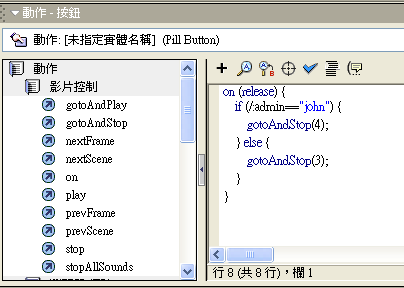 動作 - 按鈕
動作: [未指定實體名稱] (Pill Button)
動作
影片控制
gotoAndPlay
gotoAndStop
nextFrame
nextScene
on
play
prevFrame
prevScene
stop
stopAllSounds
on (release) {
if (/:admin=="john") {
gotoAndStop(4);
} else {
gotoAndStop(3);
}
}
行 8 (共 8 行)，欄 1